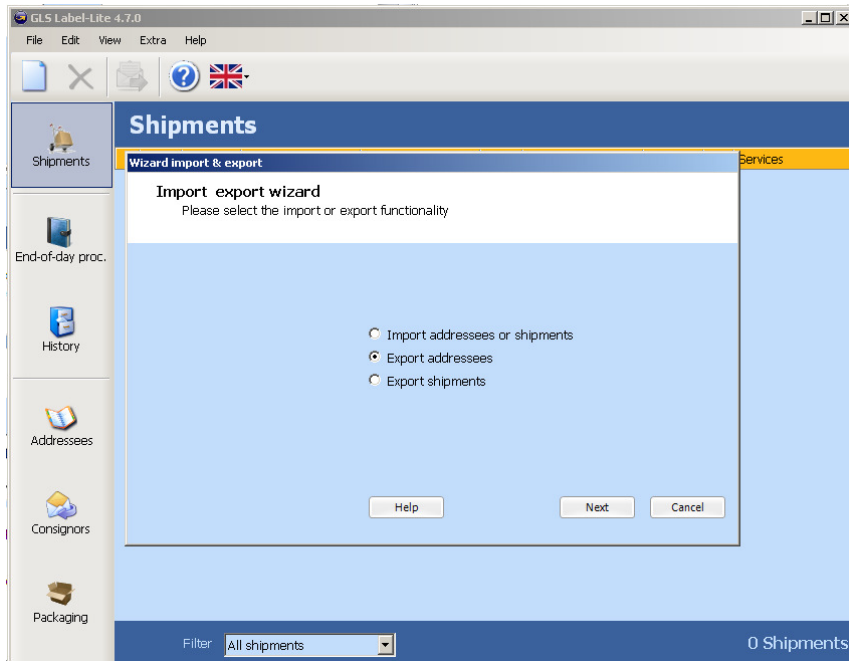 GLS Label-Lite 4.7.0
File Edit View Extra Help
Shipments
Shipments
Services
Wizard import & export
Import export wizard
Please select the import or export functionality
End-of-day proc.
Import addressees or shipments
History
Export addressees
Export shipments
Addressees
Help Next Cancel
Consignors
Packaging
Filter All shipments 0 Shipments